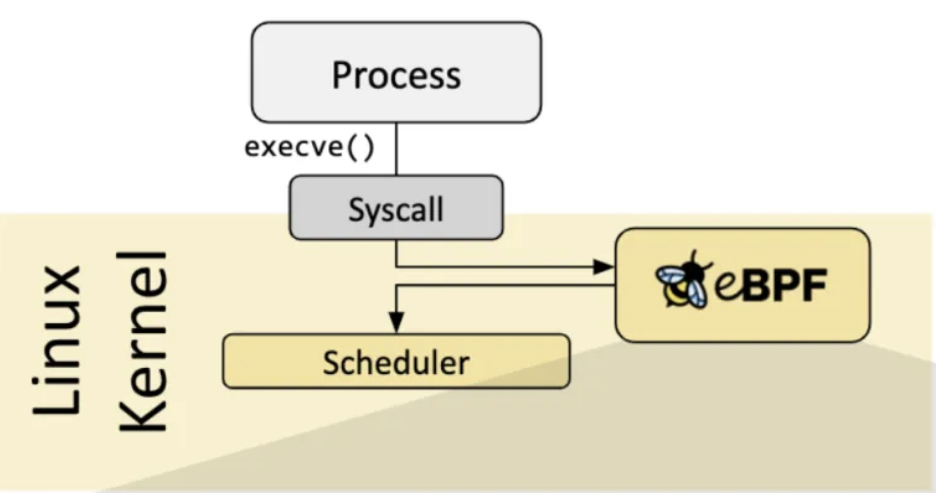 Process
execve()
Syscall
eBPF
Scheduler
Linux
Kernel